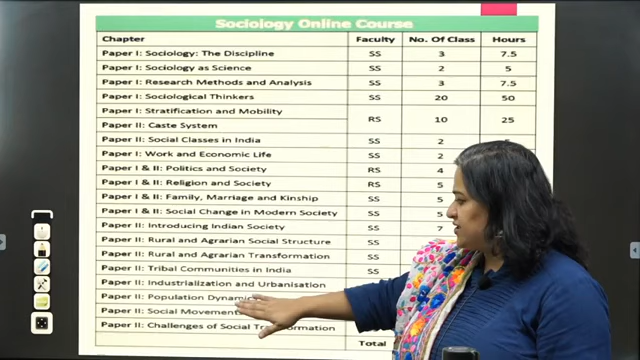 Sociology Online Course
Chapter Faculty No. Of Class Hours
Paper I: Sociology: The Discipline SS 3 7.5
Paper I: Sociology as Science SS 2 5
Paper I: Research Methods and Analysis SS 3 7.5
Paper I: Sociological Thinkers SS 20 50
Paper I: Stratification and Mobility RS 10 25
Paper II: Caste System
Paper II: Social Classes in India SS 2
Paper I: Work and Economic Life SS 2
Paper I & II: Politics and Society RS 4
Paper I & II: Religion and Society RS 5
Paper I & II: Family, Marriage and Kinship SS 5
Paper I & II: Social Change in Modern Society SS 5
Paper II: Introducing Indian Society SS 7
Paper II: Rural and Agrarian Social Structure SS
Paper II: Rural and Agrarian Transformation SS
Paper II: Tribal Communities in India SS
Paper II: Industrialization and Urbanisation
Paper II: Population
Paper II: Social
Paper II: Challenges of Social
Total